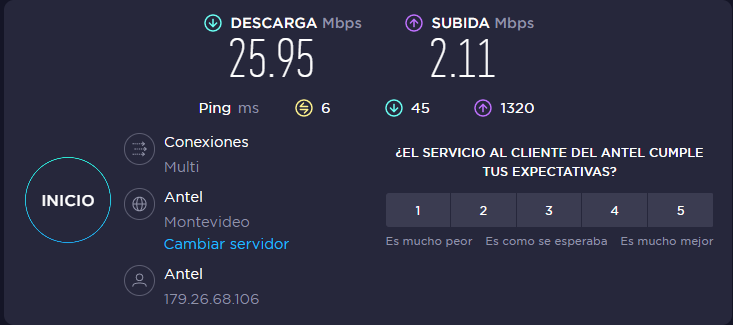 DESCARGA Mbps
SUBIDA Mbps
25.95
2.11
Ping ms 6 45 1320
Conexiones
Multi
INICIO
Antel
Montevideo
Cambiar servidor
Antel
179.26.68.106
¿EL SERVICIO AL CLIENTE DEL ANTEL CUMPLE
TUS EXPECTATIVAS?
1 2 3 4 5
Es mucho peor Es como se esperaba Es mucho mejor